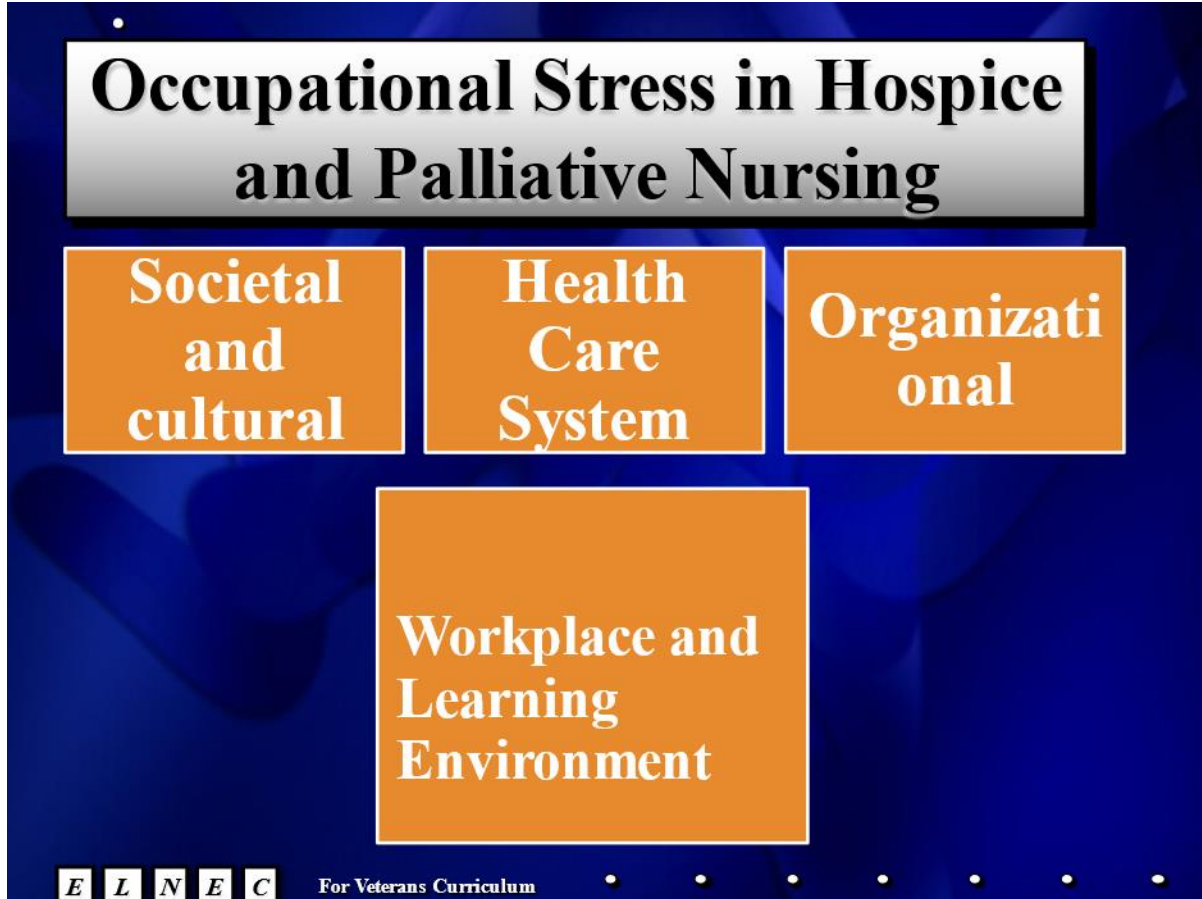 Occupational Stress in Hospice
and Palliative Nursing
Societal
and
cultural
Health
Care
System
Organizati
onal
Workplace and
Learning
Environment
E L N E C For Veterans Curriculum